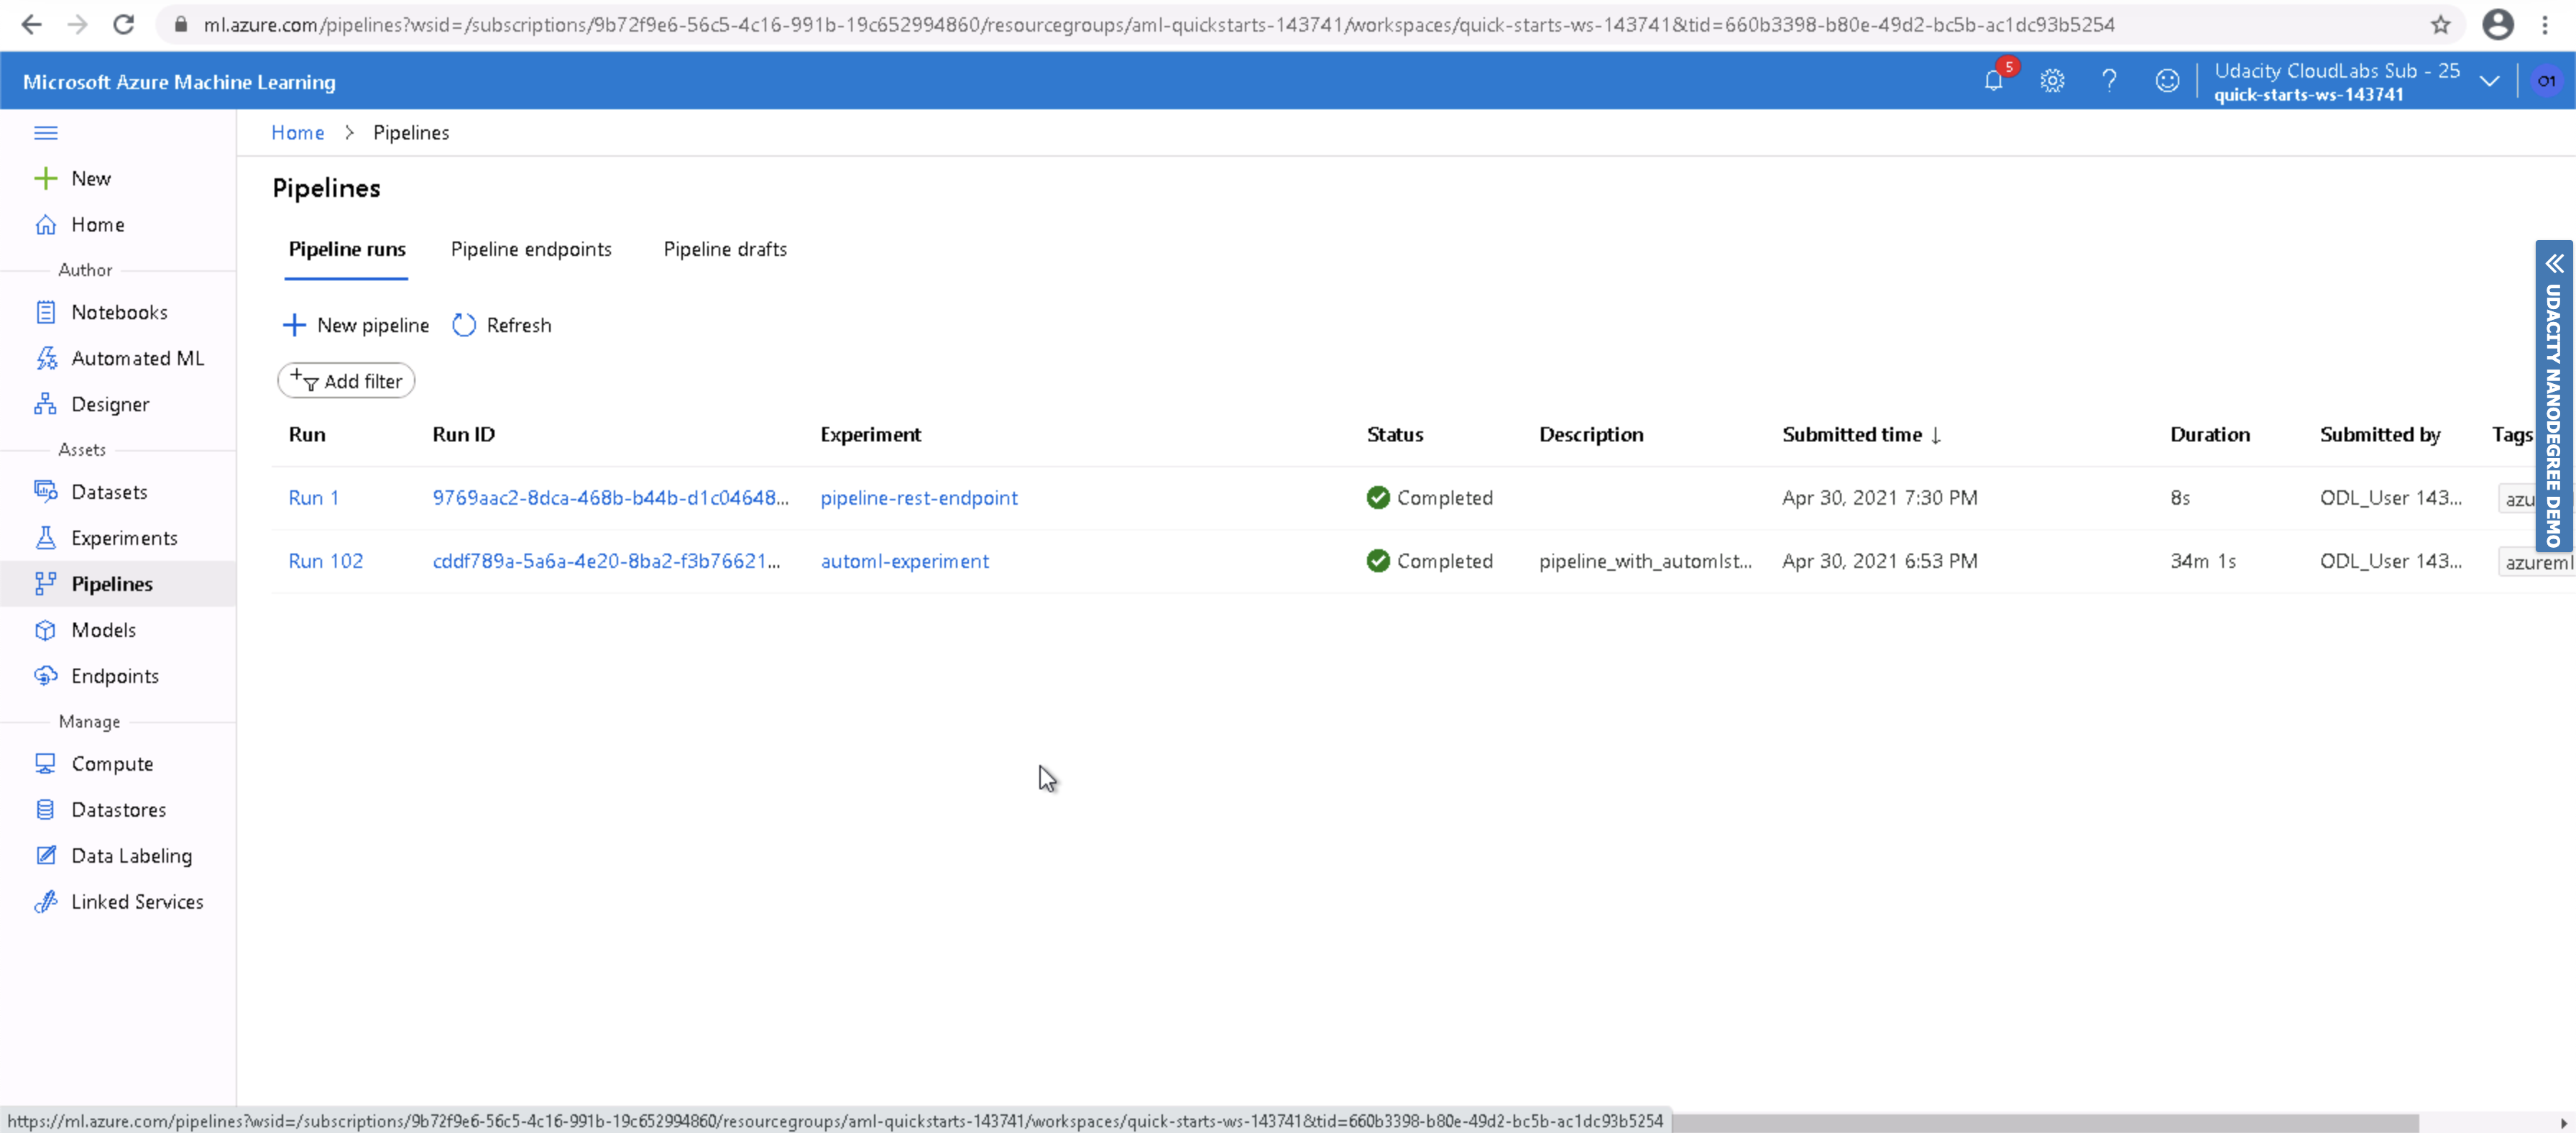 ml.azure.com/pipelines?wsid=/subscriptions/9b72f9e6-56c5-4c16-991b-19c652994860/resourcegroups/aml-quickstarts-143741/workspaces/quick-starts-ws-143741&tid=660b3398-b80e-49d2-bc5b-ac1dc93b5254
Microsoft Azure Machine Learning
5
Udacity CloudLabs Sub - 25
quick-starts-ws-143741
O1
Home > Pipelines
New
Home
Author
Notebooks
Automated ML
Designer
Assets
Datasets
Experiments
Pipelines
Models
Endpoints
Manage
Compute
Datastores
Data Labeling
Linked Services
Pipelines
Pipeline runs Pipeline endpoints Pipeline drafts
New pipeline Refresh
Add filter
Run Run ID Experiment Status Description Submitted time ↓ Duration Submitted by Tags
Run 1 9769aac2-8dca-468b-b44b-d1c04648... pipeline-rest-endpoint Completed Apr 30, 2021 7:30 PM 8s ODL_User 143... azu
Run 102 cddf789a-5a6a-4e20-8ba2-f3b76621... automl-experiment Completed pipeline_with_automlst... Apr 30, 2021 6:53 PM 34m 1s ODL_User 143... azureml
UDACITY NANODEGREE DEMO
https://ml.azure.com/pipelines?wsid=/subscriptions/9b72f9e6-56c5-4c16-991b-19c652994860/resourcegroups/aml-quickstarts-143741/workspaces/quick-starts-ws-143741&tid=660b3398-b80e-49d2-bc5b-ac1dc93b5254